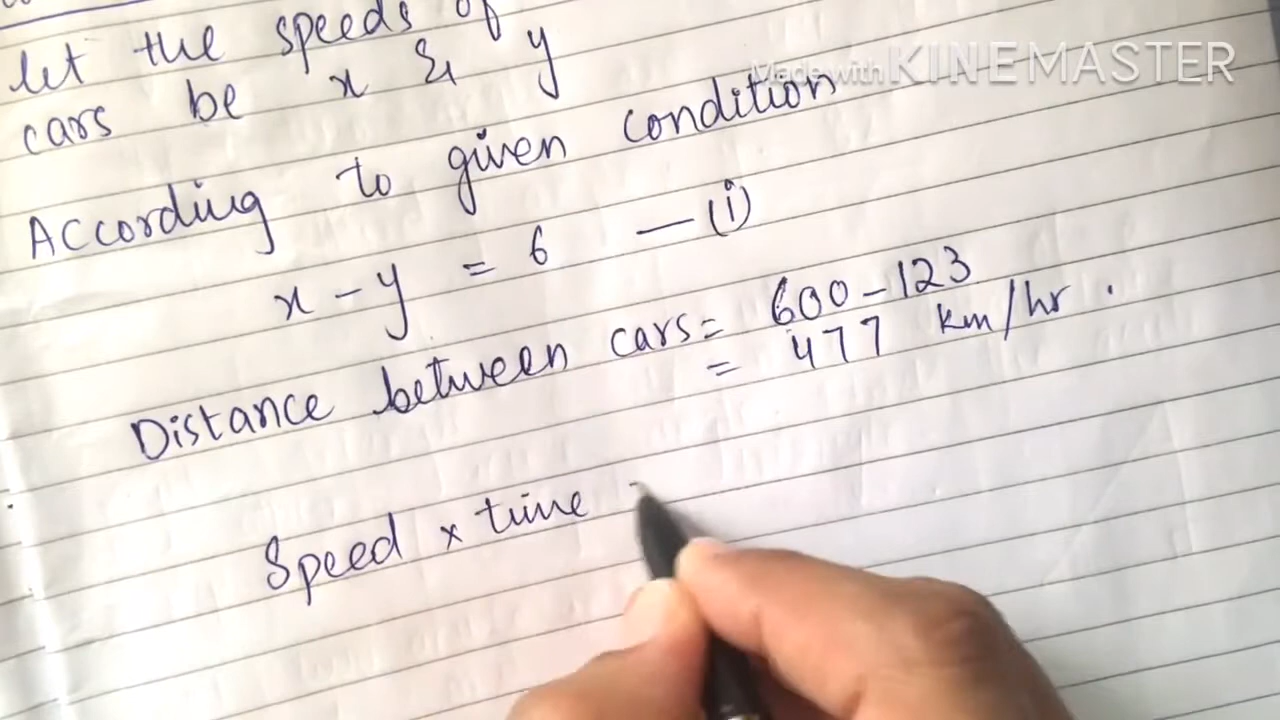 let the speeds of
cars be x & y
According to given condition
x - y = 6 — (i)
Distance between cars = 600 - 123
= 477 km/hr .
Speed × time
Made with KINEMASTER